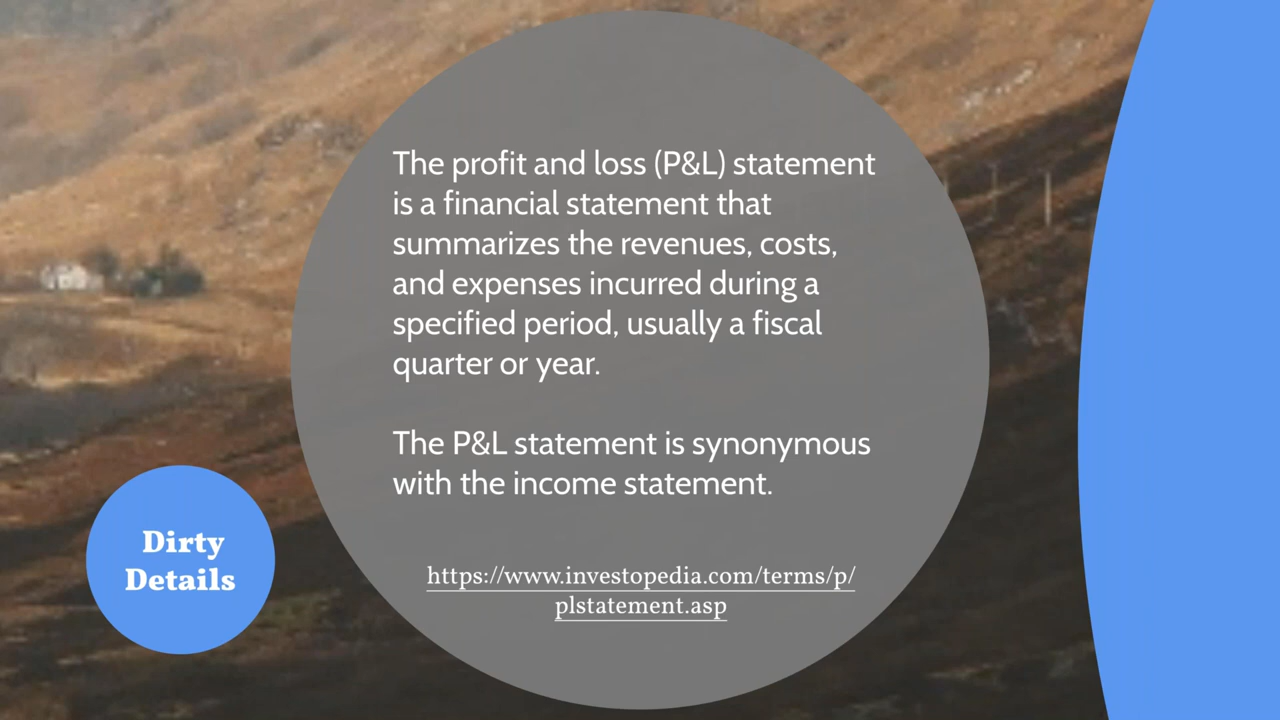 The profit and loss (P&L) statement
is a financial statement that
summarizes the revenues, costs,
and expenses incurred during a
specified period, usually a fiscal
quarter or year.
The P&L statement is synonymous
with the income statement.
https://www.investopedia.com/terms/p/
plstatement.asp
Dirty
Details